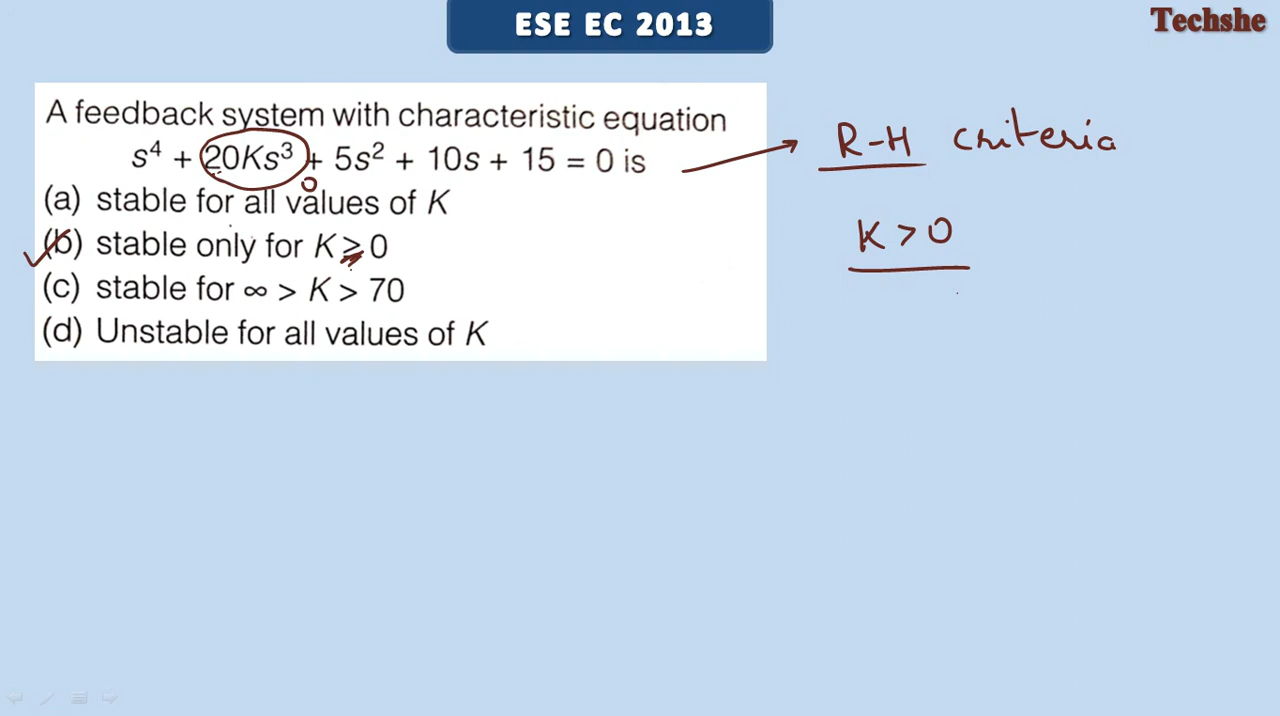 ESE EC 2013
Techshe
A feedback system with characteristic equation
s⁴ + 20Ks³ + 5s² + 10s + 15 = 0 is
0
(a) stable for all values of K
(b) stable only for K ≥ 0
(c) stable for ∞ > K > 70
(d) Unstable for all values of K
R-H criteria
K > 0